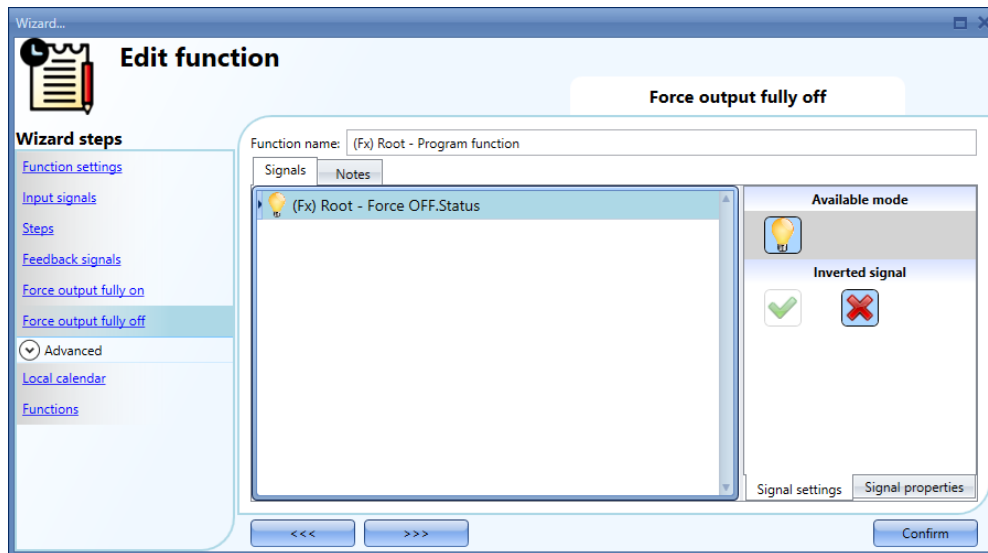 Wizard...
Edit function
Force output fully off
Wizard steps
Function settings
Input signals
Steps
Feedback signals
Force output fully on
Force output fully off
Advanced
Local calendar
Functions
Function name: (Fx) Root - Program function
Signals Notes
(Fx) Root - Force OFF.Status
Available mode
Inverted signal
Signal settings Signal properties
<<< >>> Confirm